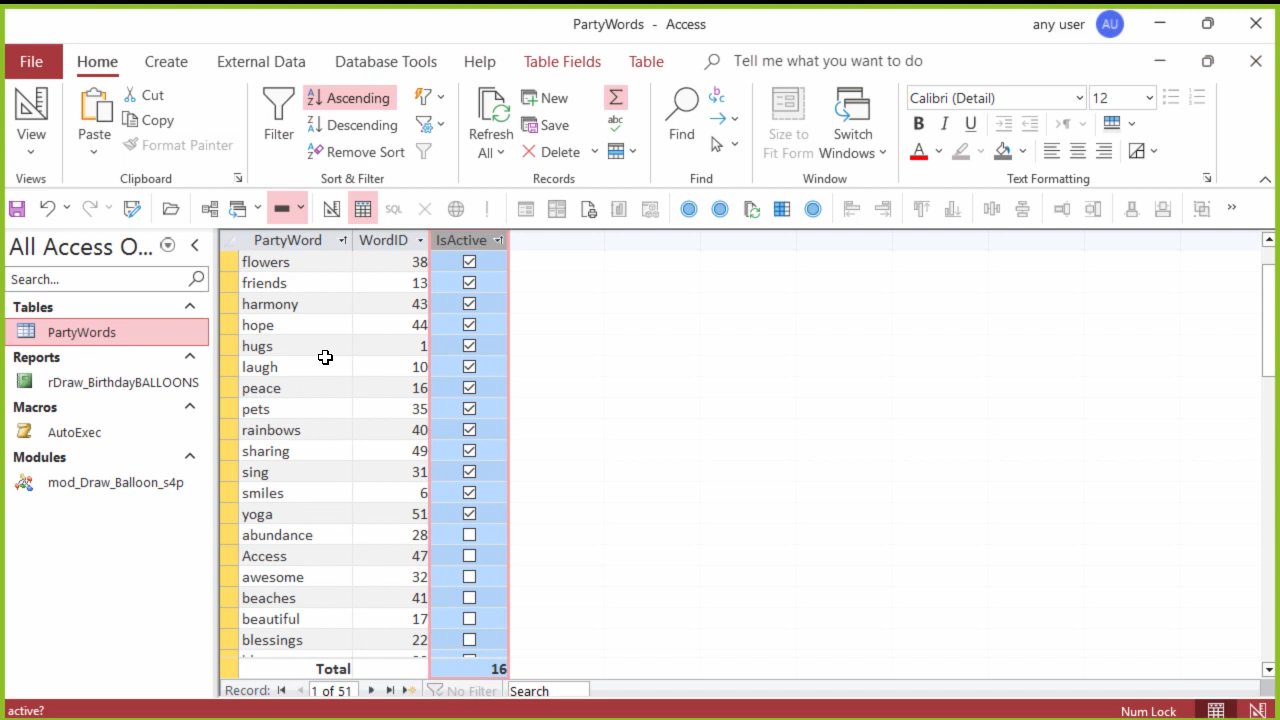 PartyWords - Access
any user AU
File Home Create External Data Database Tools Help Table Fields Table Tell me what you want to do
View
Views
Paste
Cut
Copy
Format Painter
Clipboard
Filter
Ascending
Descending
Remove Sort
Sort & Filter
Refresh
All
New
Save
Delete
Records
Find
Find
Size to
Fit Form
Switch
Windows
Window
Calibri (Detail) 12
B I U
Text Formatting
SQL
All Access O...
Search...
Tables
PartyWords
Reports
rDraw_BirthdayBALLOONS
Macros
AutoExec
Modules
mod_Draw_Balloon_s4p
PartyWord WordID IsActive
flowers 38
friends 13
harmony 43
hope 44
hugs 1
laugh 10
peace 16
pets 35
rainbows 40
sharing 49
sing 31
smiles 6
yoga 51
abundance 28
Access 47
awesome 32
beaches 41
beautiful 17
blessings 22
Total 16
Record: 1 of 51 No Filter Search
active? Num Lock